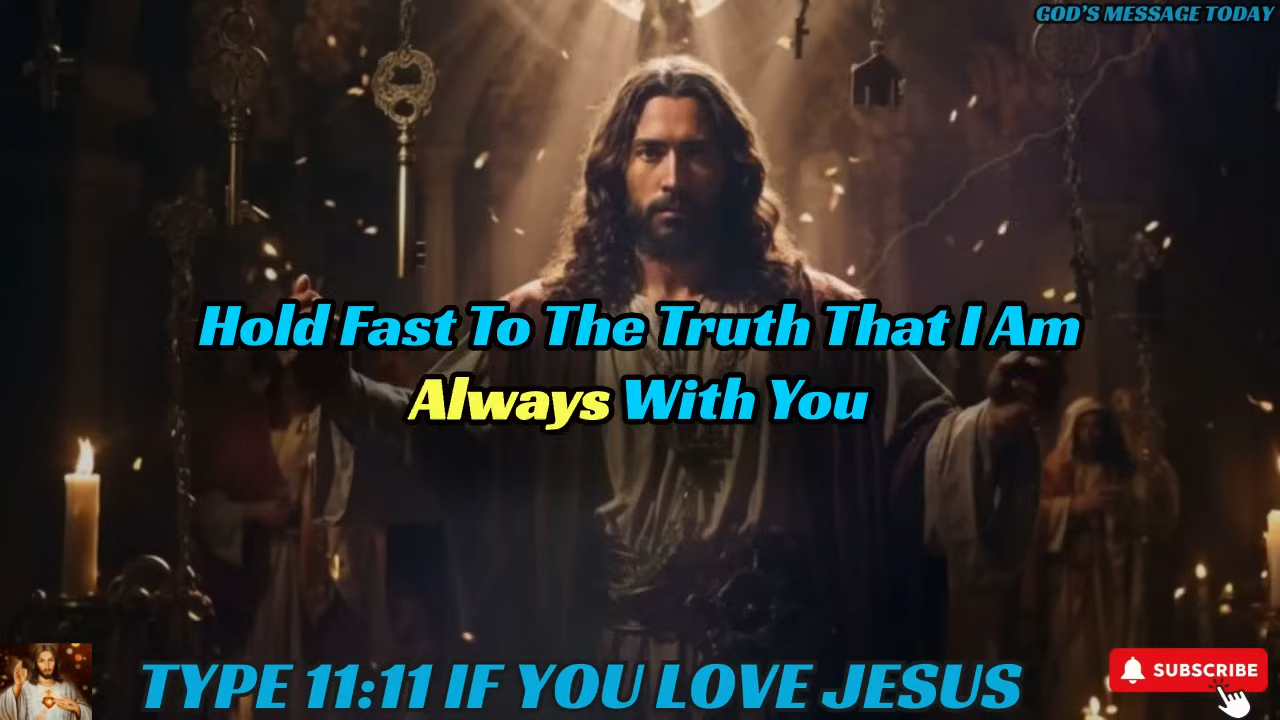 GOD'S MESSAGE TODAY
Hold Fast To The Truth That I Am
Always With You
TYPE 11:11 IF YOU LOVE JESUS
SUBSCRIBE